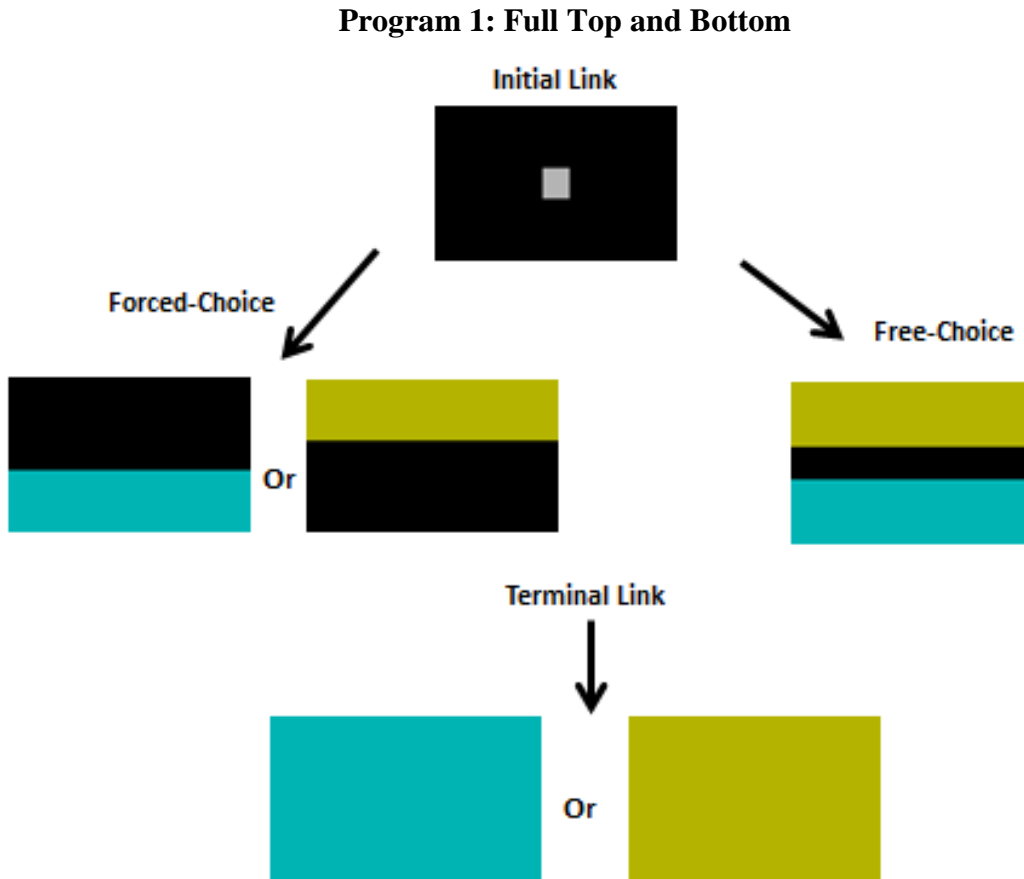 Program 1: Full Top and Bottom
Initial Link
Forced-Choice
Free-Choice
Or
Terminal Link
Or